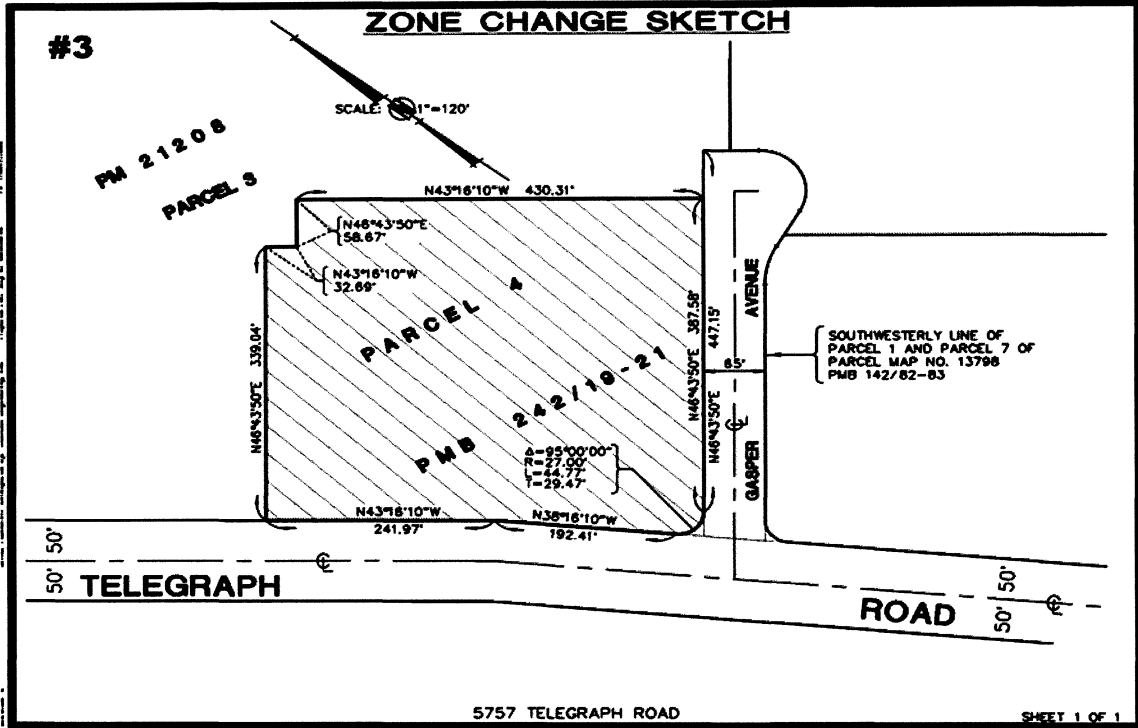 ZONE CHANGE SKETCH
#3
SCALE: 1"=120'
PM 21208
PARCEL 3
N43°16'10"W 430.31'
N46°43'50"E
58.67'
N43°16'10"W
32.69'
PARCEL 4
PMB 242/19-21
N46°43'50"E 339.04'
N46°43'50"E 387.58'
N46°43'50"E 447.15'
65'
GASPER AVENUE
SOUTHWESTERLY LINE OF
PARCEL 1 AND PARCEL 7 OF
PARCEL MAP NO. 13798
PMB 142/82-83
Δ=95°00'00"
R=27.00'
L=44.77'
T=29.47'
N43°16'10"W
241.97'
N38°16'10"W
192.41'
50'
50'
TELEGRAPH ROAD
50'
50'
5757 TELEGRAPH ROAD
SHEET 1 OF 1